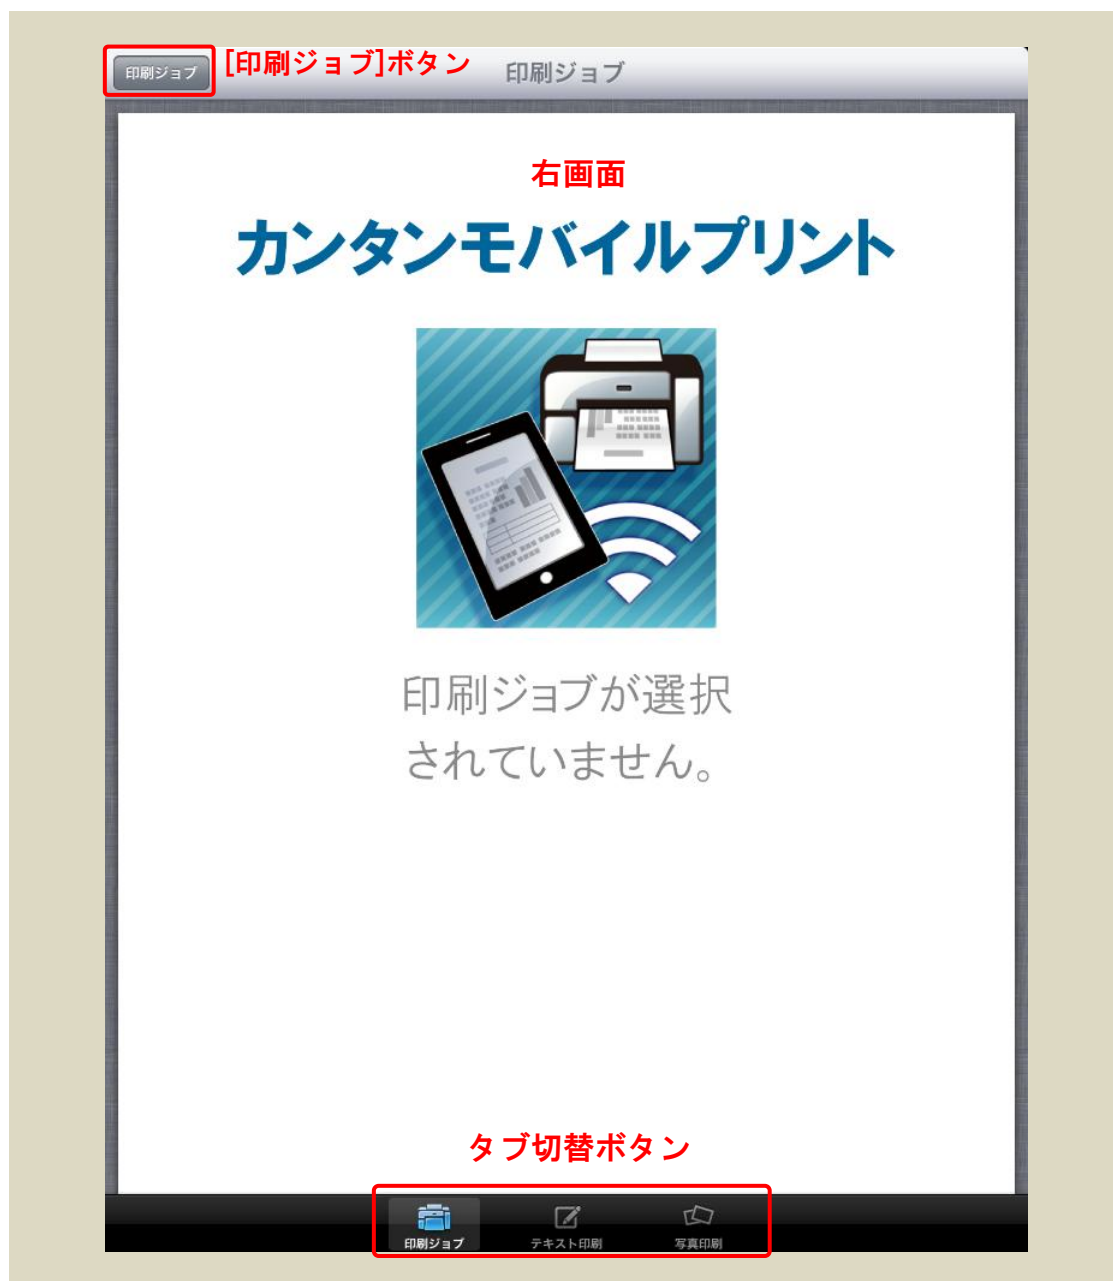 印刷ジョブ
[印刷ジョブ]ボタン
印刷ジョブ
右画面
カンタンモバイルプリント
印刷ジョブが選択
されていません。
タブ切替ボタン
印刷ジョブ
テキスト印刷
写真印刷